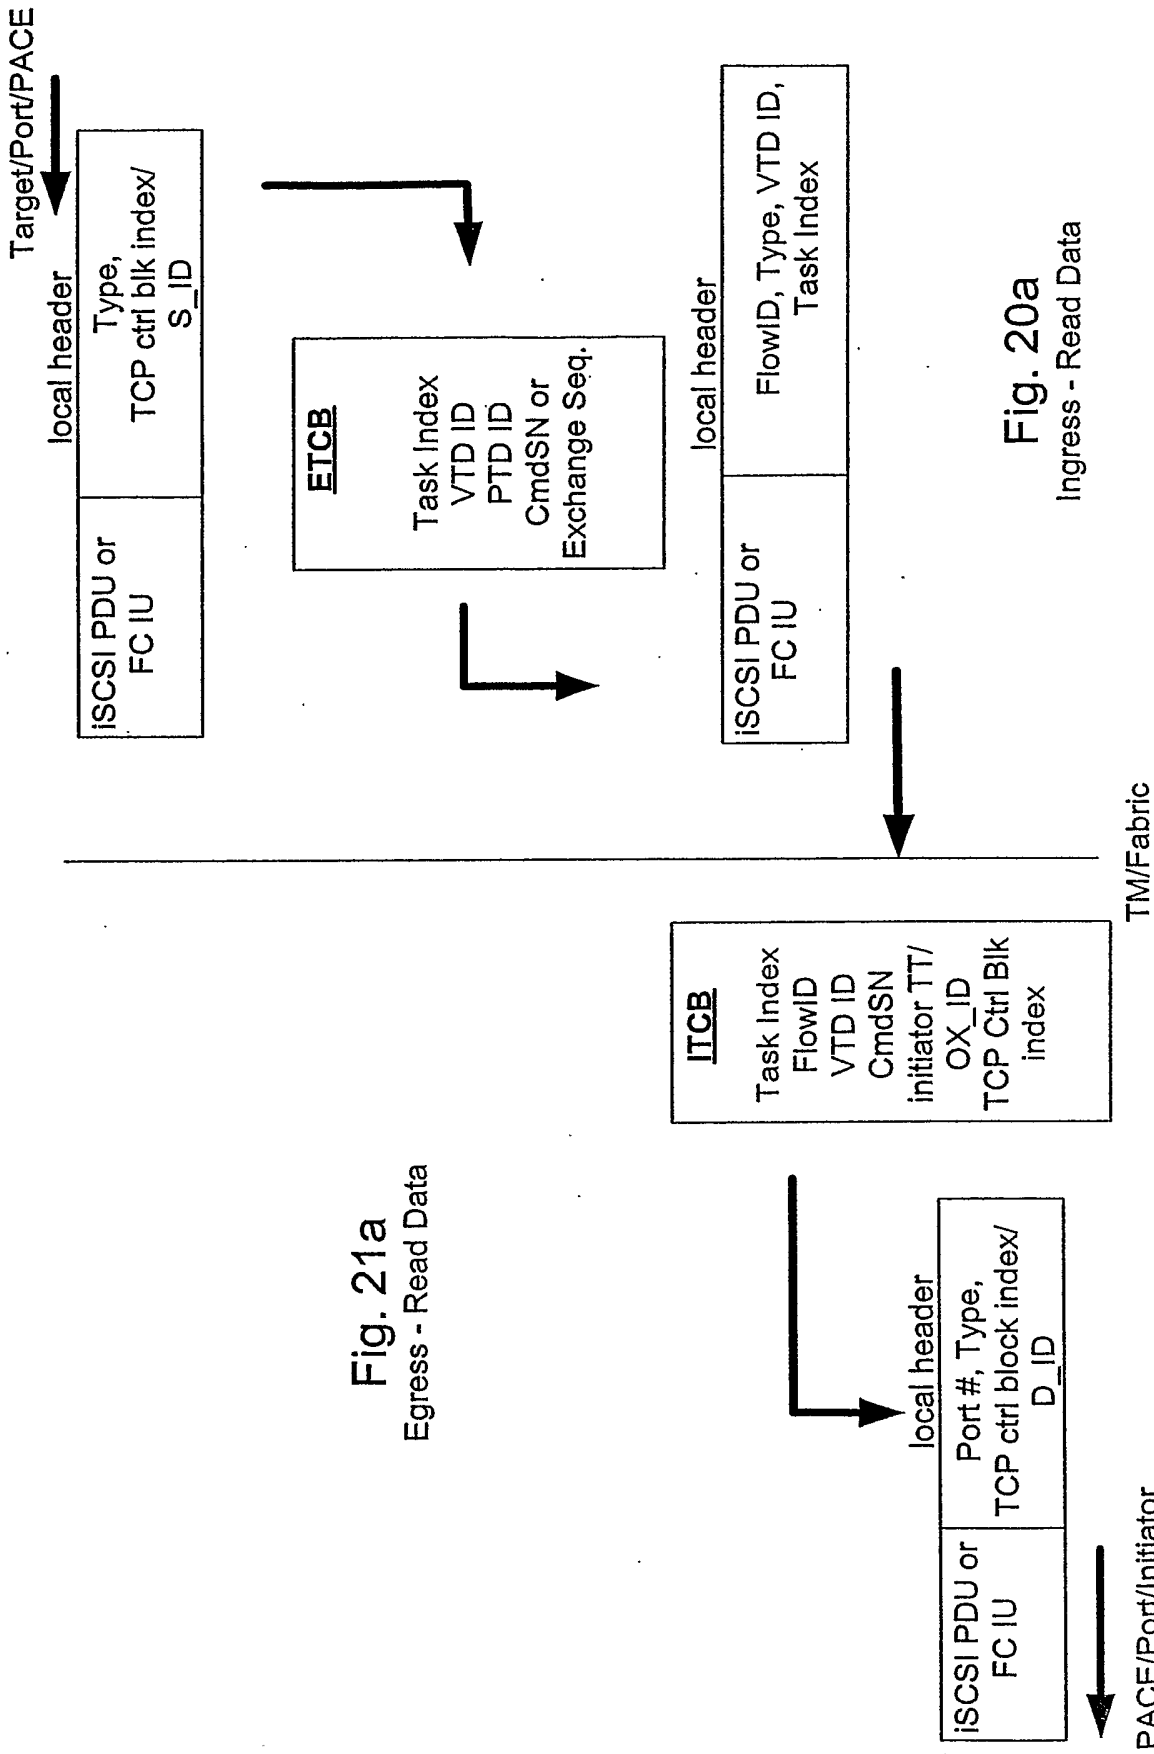 Target/Port/PACE
local header
iSCSI PDU or
FC IU
Type,
TCP ctrl blk index/
S_ID
ETCB
Task Index
VTD ID
PTD ID
CmdSN or
Exchange Seq.
local header
iSCSI PDU or
FC IU
FlowID, Type, VTD ID,
Task Index
Fig. 20a
Ingress - Read Data
TM/Fabric
Fig. 21a
Egress - Read Data
ITCB
Task Index
FlowID
VTD ID
CmdSN
initiator TT/
OX_ID
TCP Ctrl Blk
index
local header
iSCSI PDU or
FC IU
Port #, Type,
TCP ctrl block index/
D_ID
PACE/Port/Initiator